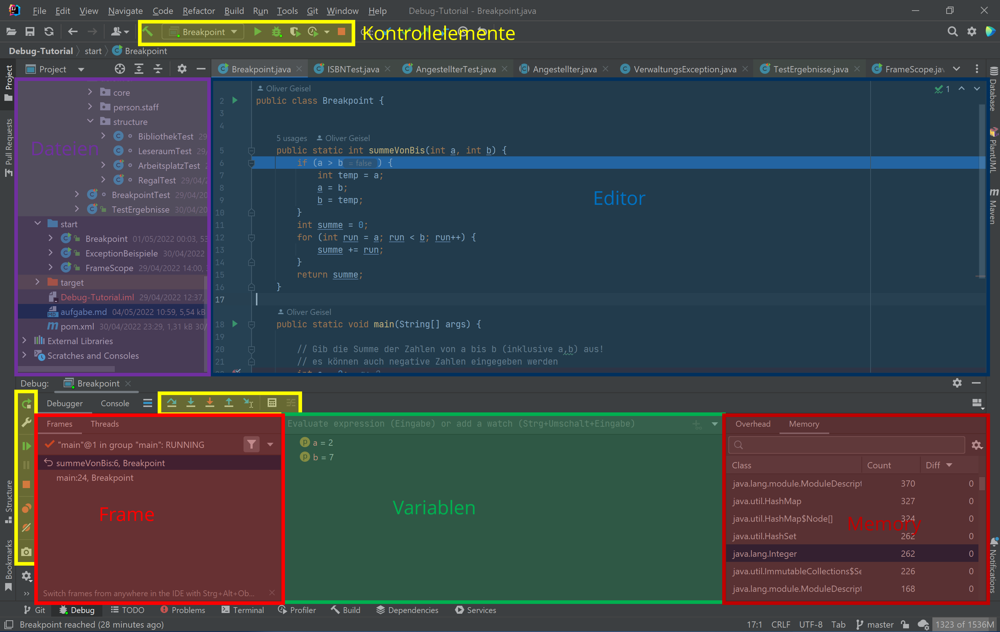 File Edit View Navigate Code Refactor Build Run Tools Git Window Help Debug-Tutorial - Breakpoint.java
Breakpoint Kontrollelemente
Debug-Tutorial start Breakpoint
Project
Pull Requests
Structure
Bookmarks
Project
core
person.staff
structure
BibliothekTest 29
LeseraumTest 29/
ArbeitsplatzTest 2
RegalTest 29/04/2
BreakpointTest 29/04/20
TestErgebnisse 30/04/20
start
Breakpoint 01/05/2022 00:03, 53
ExceptionBeispiele 30/04/2022
FrameScope 29/04/2022 14:00,
target
Debug-Tutorial.iml 29/04/2022 12:37,
aufgabe.md 04/05/2022 10:59, 5,54 kB
pom.xml 30/04/2022 23:29, 1,31 kB 30/
External Libraries
Scratches and Consoles
Dateien
Breakpoint.java ISBNTest.java AngestellterTest.java Angestellter.java VerwaltungsException.java TestErgebnisse.java FrameScope.jav
1
Oliver Geisel
2 public class Breakpoint {
3
4
5 usages Oliver Geisel
5 public static int summeVonBis(int a, int b) {
6 if (a > b = false ) {
7 int temp = a;
8 a = b;
9 b = temp;
10 }
11 int summe = 0;
12 for (int run = a; run < b; run++) {
13 summe += run;
14 }
15 return summe;
16 }
17
Oliver Geisel
18 public static void main(String[] args) {
19
20 // Gib die Summe der Zahlen von a bis b (inklusive a,b) aus!
21 // es können auch negative Zahlen eingegeben werden
Editor
Database
PlantUML
Maven
Notifications
Debug: Breakpoint
Debugger Console
Frames Threads
"main"@1 in group "main": RUNNING
summeVonBis:6, Breakpoint
main:24, Breakpoint
Frame
Switch frames from anywhere in the IDE with Strg+Alt+Ob...
Evaluate expression (Eingabe) or add a watch (Strg+Umschalt+Eingabe)
p a = 2
p b = 7
Variablen
Overhead Memory
Class Count Diff
java.lang.module.ModuleDescript 370 0
java.util.HashMap 327 0
java.util.HashMap$Node[] 324 0
java.util.HashSet 262 0
java.lang.Integer 262 0
java.util.ImmutableCollections$Se 226 0
java.lang.module.ModuleDescript 168 0
Memory
Git Debug TODO Problems Terminal Profiler Build Dependencies Services
Breakpoint reached (28 minutes ago) 17:1 CRLF UTF-8 Tab master 1323 of 1536M